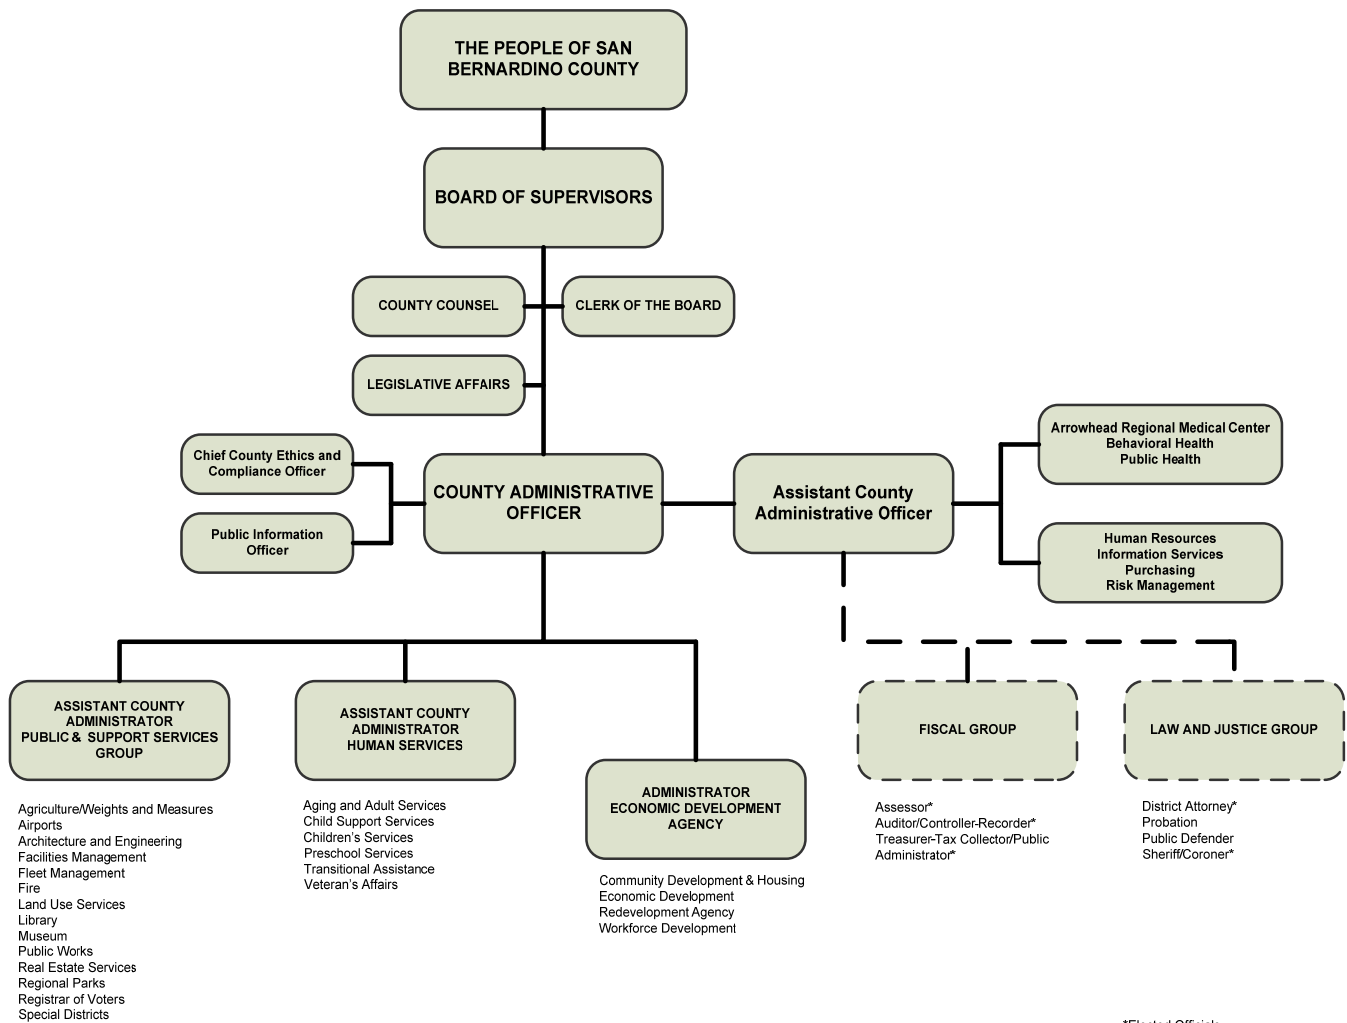 THE PEOPLE OF SAN
BERNARDINO COUNTY
BOARD OF SUPERVISORS
COUNTY COUNSEL
CLERK OF THE BOARD
LEGISLATIVE AFFAIRS
Chief County Ethics and
Compliance Officer
Public Information
Officer
COUNTY ADMINISTRATIVE
OFFICER
Assistant County
Administrative Officer
Arrowhead Regional Medical Center
Behavioral Health
Public Health
Human Resources
Information Services
Purchasing
Risk Management
ASSISTANT COUNTY
ADMINISTRATOR
PUBLIC & SUPPORT SERVICES
GROUP
Agriculture/Weights and Measures
Airports
Architecture and Engineering
Facilities Management
Fleet Management
Fire
Land Use Services
Library
Museum
Public Works
Real Estate Services
Regional Parks
Registrar of Voters
Special Districts
ASSISTANT COUNTY
ADMINISTRATOR
HUMAN SERVICES
Aging and Adult Services
Child Support Services
Children's Services
Preschool Services
Transitional Assistance
Veteran's Affairs
ADMINISTRATOR
ECONOMIC DEVELOPMENT
AGENCY
Community Development & Housing
Economic Development
Redevelopment Agency
Workforce Development
FISCAL GROUP
Assessor*
Auditor/Controller-Recorder*
Treasurer-Tax Collector/Public
Administrator*
LAW AND JUSTICE GROUP
District Attorney*
Probation
Public Defender
Sheriff/Coroner*
*Elected Officials